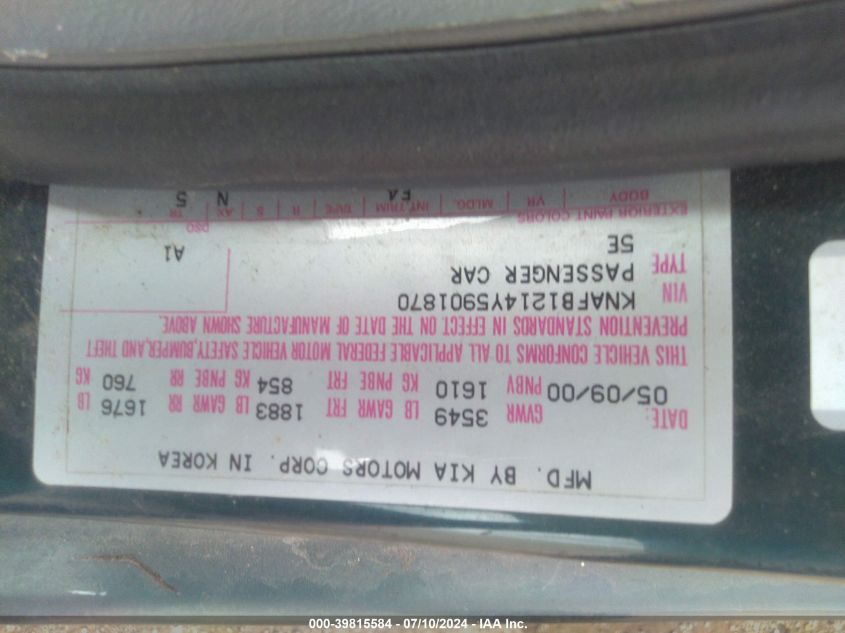 MFD. BY KIA MOTORS CORP. IN KOREA
DATE: GVWR 3549 LB GAWR FRT 1883 LB GAWR RR 1676 LB
05/09/00 PNBV 1610 KG PNBE FRT 854 KG PNBE RR 760 KG
THIS VEHICLE CONFORMS TO ALL APPLICABLE FEDERAL MOTOR VEHICLE SAFETY,BUMPER,AND THEFT
PREVENTION STANDARDS IN EFFECT ON THE DATE OF MANUFACTURE SHOWN ABOVE.
VIN KNAFB1214Y5901870
TYPE PASSENGER CAR
5E A1
DSO
EXTERIOR PAINT COLORS INT TRIM TAPE R S AX TR
BODY VR MLDG. FA N 5
000-39815584 - 07/10/2024 - IAA Inc.